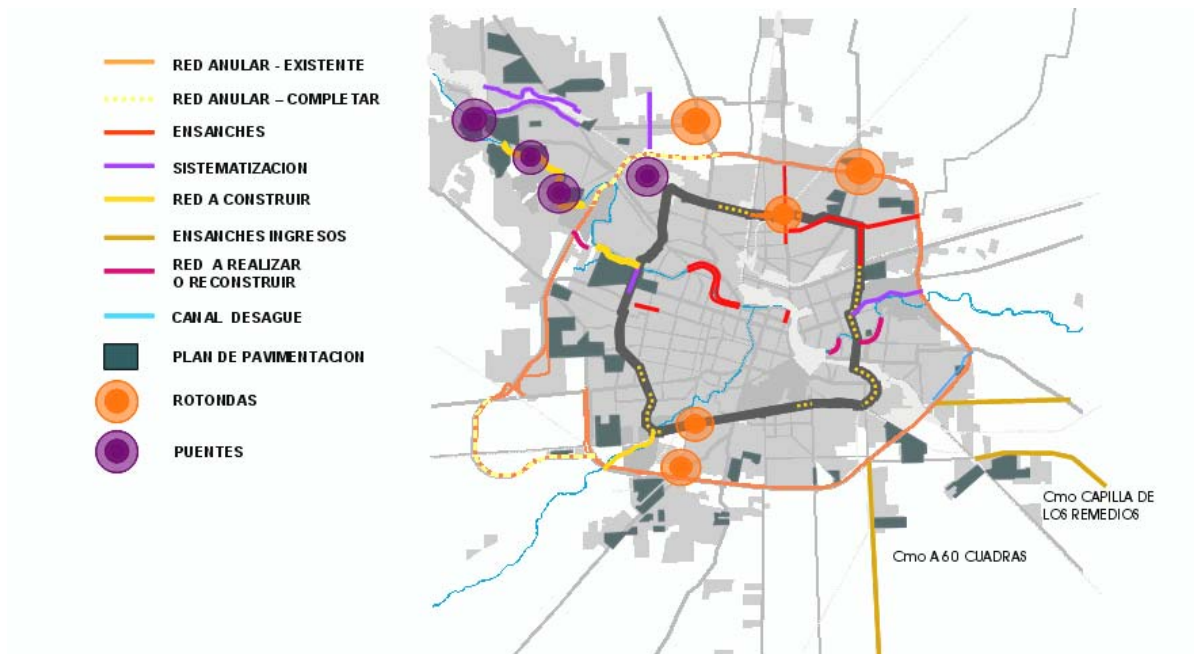 RED ANULAR - EXISTENTE
RED ANULAR – COMPLETAR
ENSANCHES
SISTEMATIZACION
RED A CONSTRUIR
ENSANCHES INGRESOS
RED A REALIZAR
O RECONSTRUIR
CANAL DESAGUE
PLAN DE PAVIMENTACION
ROTONDAS
PUENTES
Cmo CAPILLA DE
LOS REMEDIOS
Cmo A 60 CUADRAS